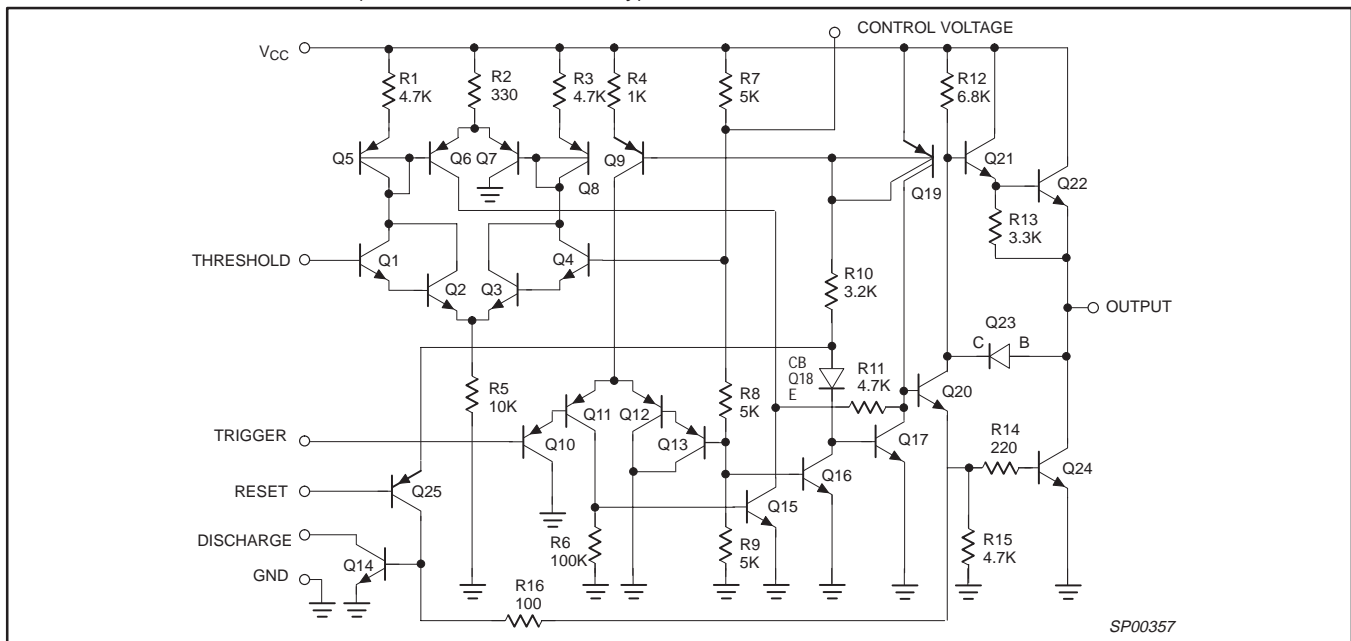 CONTROL VOLTAGE
VCC
R1
4.7K
R2
330
R3
4.7K
R4
1K
R7
5K
R12
6.8K
Q5
Q6
Q7
Q8
Q9
Q19
Q21
Q22
R13
3.3K
THRESHOLD
Q1
Q2
Q3
Q4
R10
3.2K
OUTPUT
Q23
C
B
CB
Q18
E
R11
4.7K
R5
10K
R8
5K
Q20
Q11
Q12
TRIGGER
Q10
Q13
Q17
R14
220
Q24
RESET
Q25
Q16
Q15
DISCHARGE
Q14
R6
100K
R9
5K
R15
4.7K
GND
R16
100
SP00357